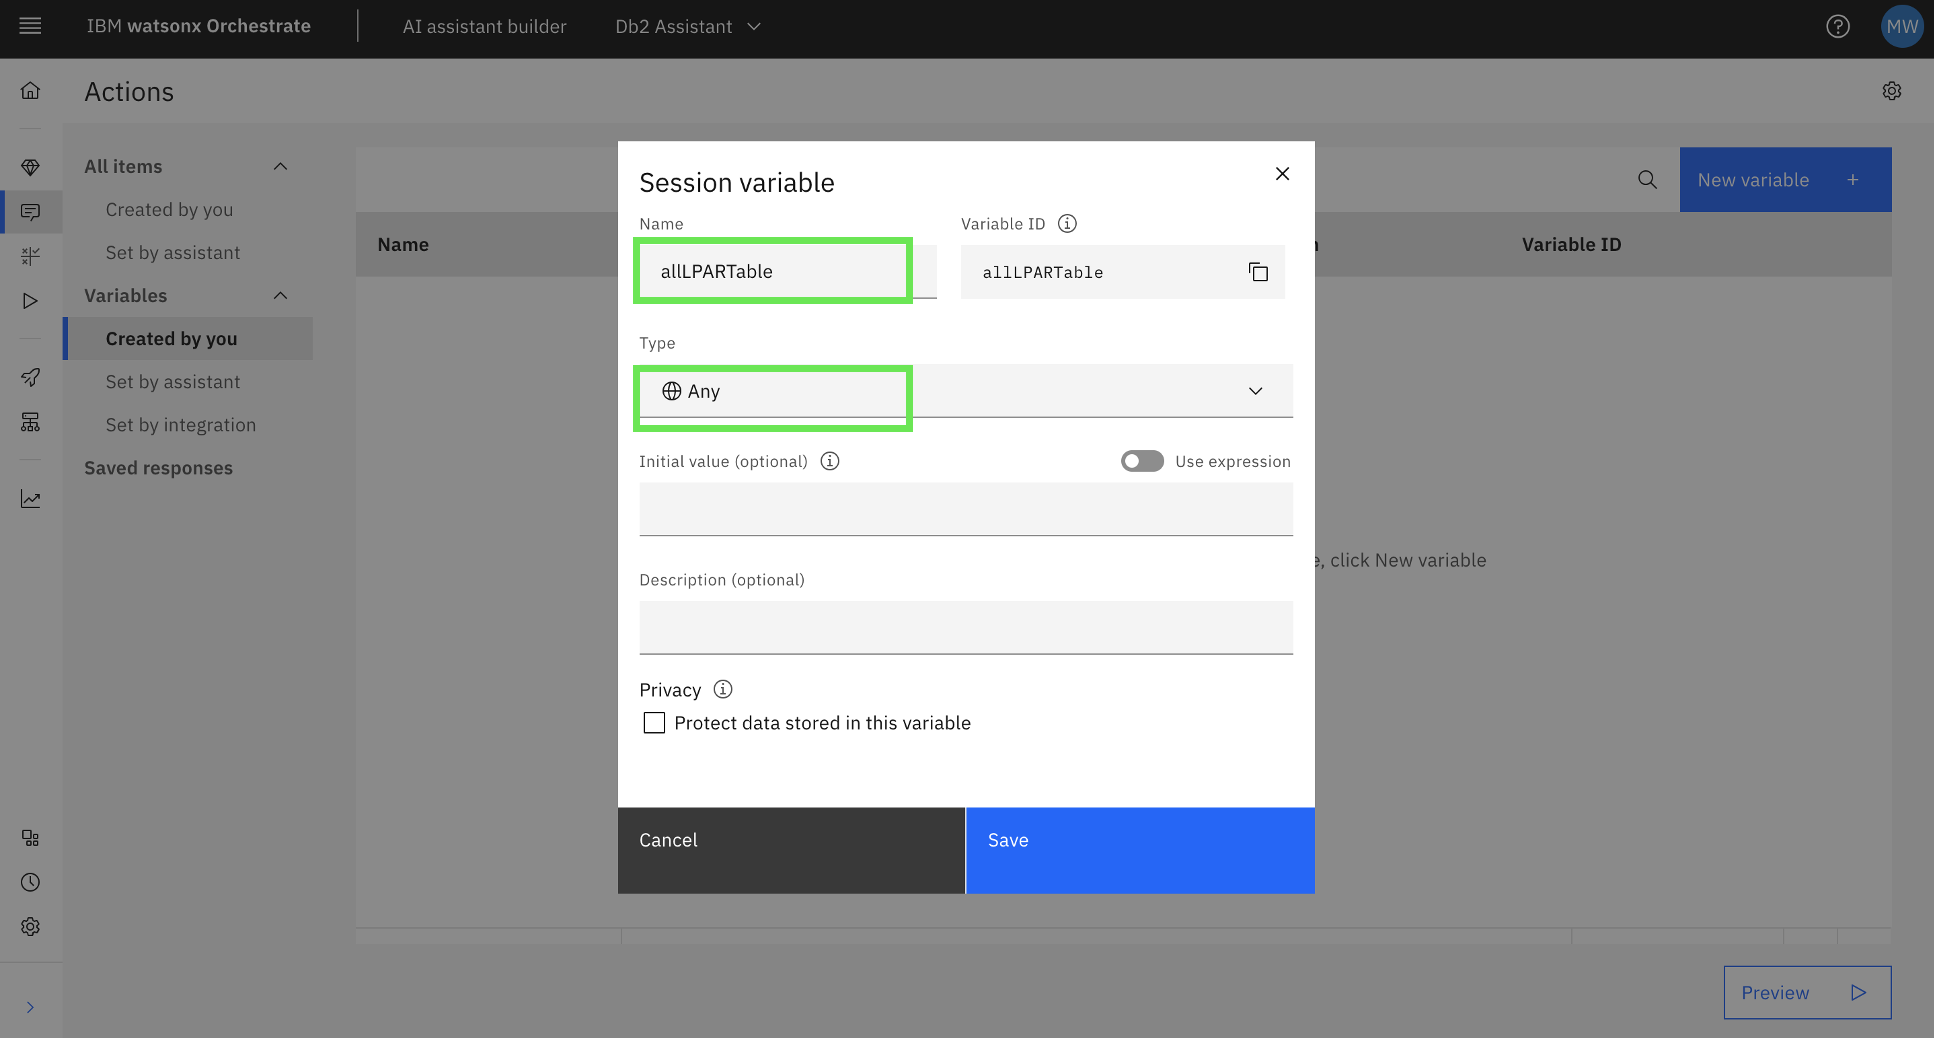 IBM watsonx Orchestrate
AI assistant builder
Db2 Assistant
MW
Actions
All items
Created by you
Set by assistant
Variables
Created by you
Set by assistant
Set by integration
Saved responses
New variable +
Name
Variable ID
, click New variable
Session variable
Name
Variable ID
allLPARTable
allLPARTable
Type
Any
Initial value (optional)
Use expression
Description (optional)
Privacy
Protect data stored in this variable
Cancel
Save
Preview